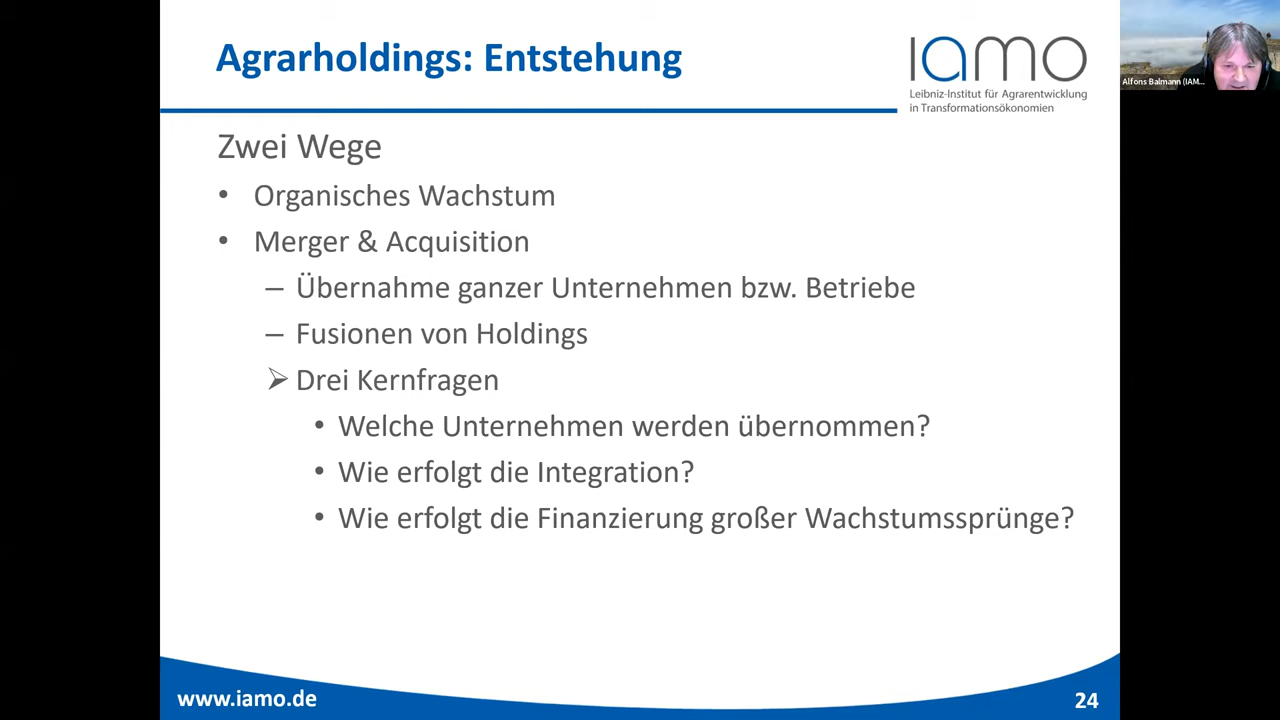 Agrarholdings: Entstehung
iamo
Leibniz-Institut für Agrarentwicklung
in Transformationsökonomien
Alfons Balmann (IAM...
Zwei Wege
• Organisches Wachstum
• Merger & Acquisition
– Übernahme ganzer Unternehmen bzw. Betriebe
– Fusionen von Holdings
➢ Drei Kernfragen
• Welche Unternehmen werden übernommen?
• Wie erfolgt die Integration?
• Wie erfolgt die Finanzierung großer Wachstumssprünge?
www.iamo.de
24